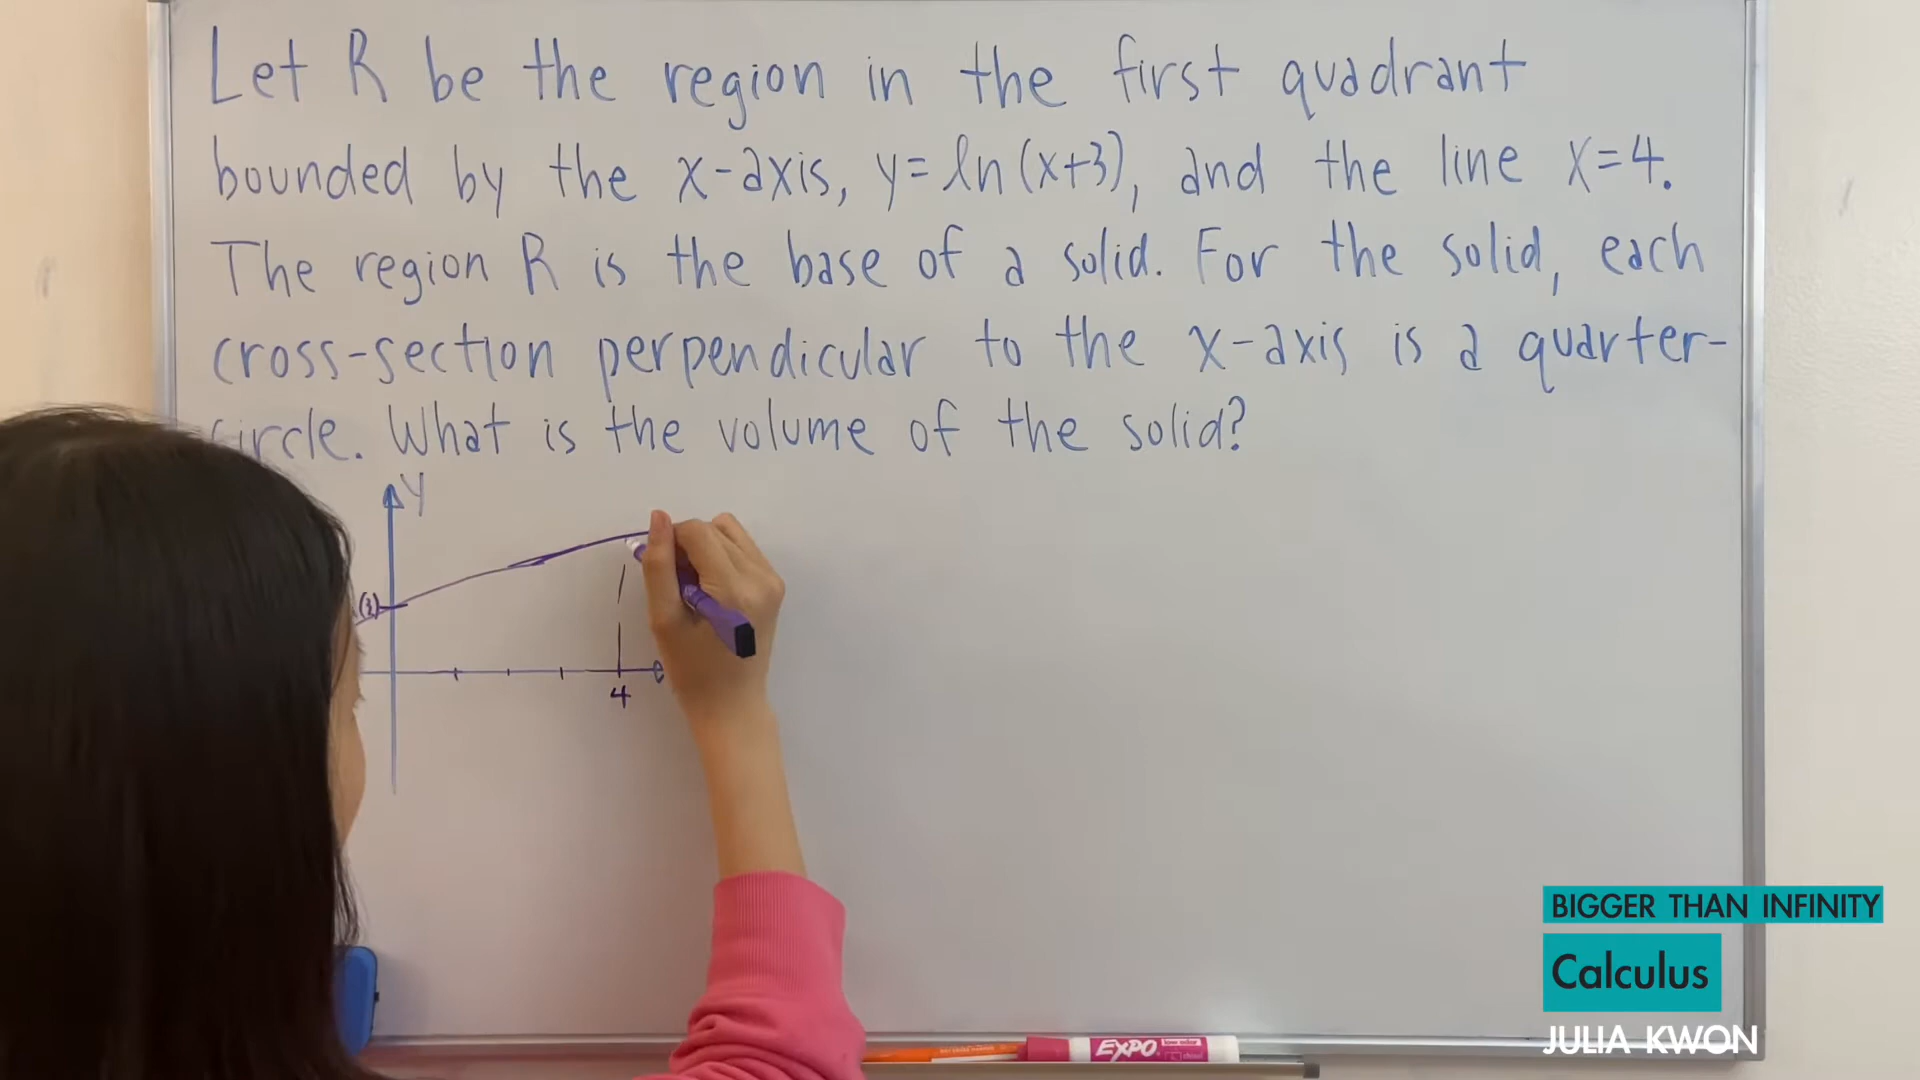 Let R be the region in the first quadrant
bounded by the x-axis, y=ln(x+3), and the line x=4.
The region R is the base of a solid. For the solid, each
cross-section perpendicular to the x-axis is a quarter-
circle. What is the volume of the solid?
y
(3)
4
EXPO
BIGGER THAN INFINITY
Calculus
JULIA KWON